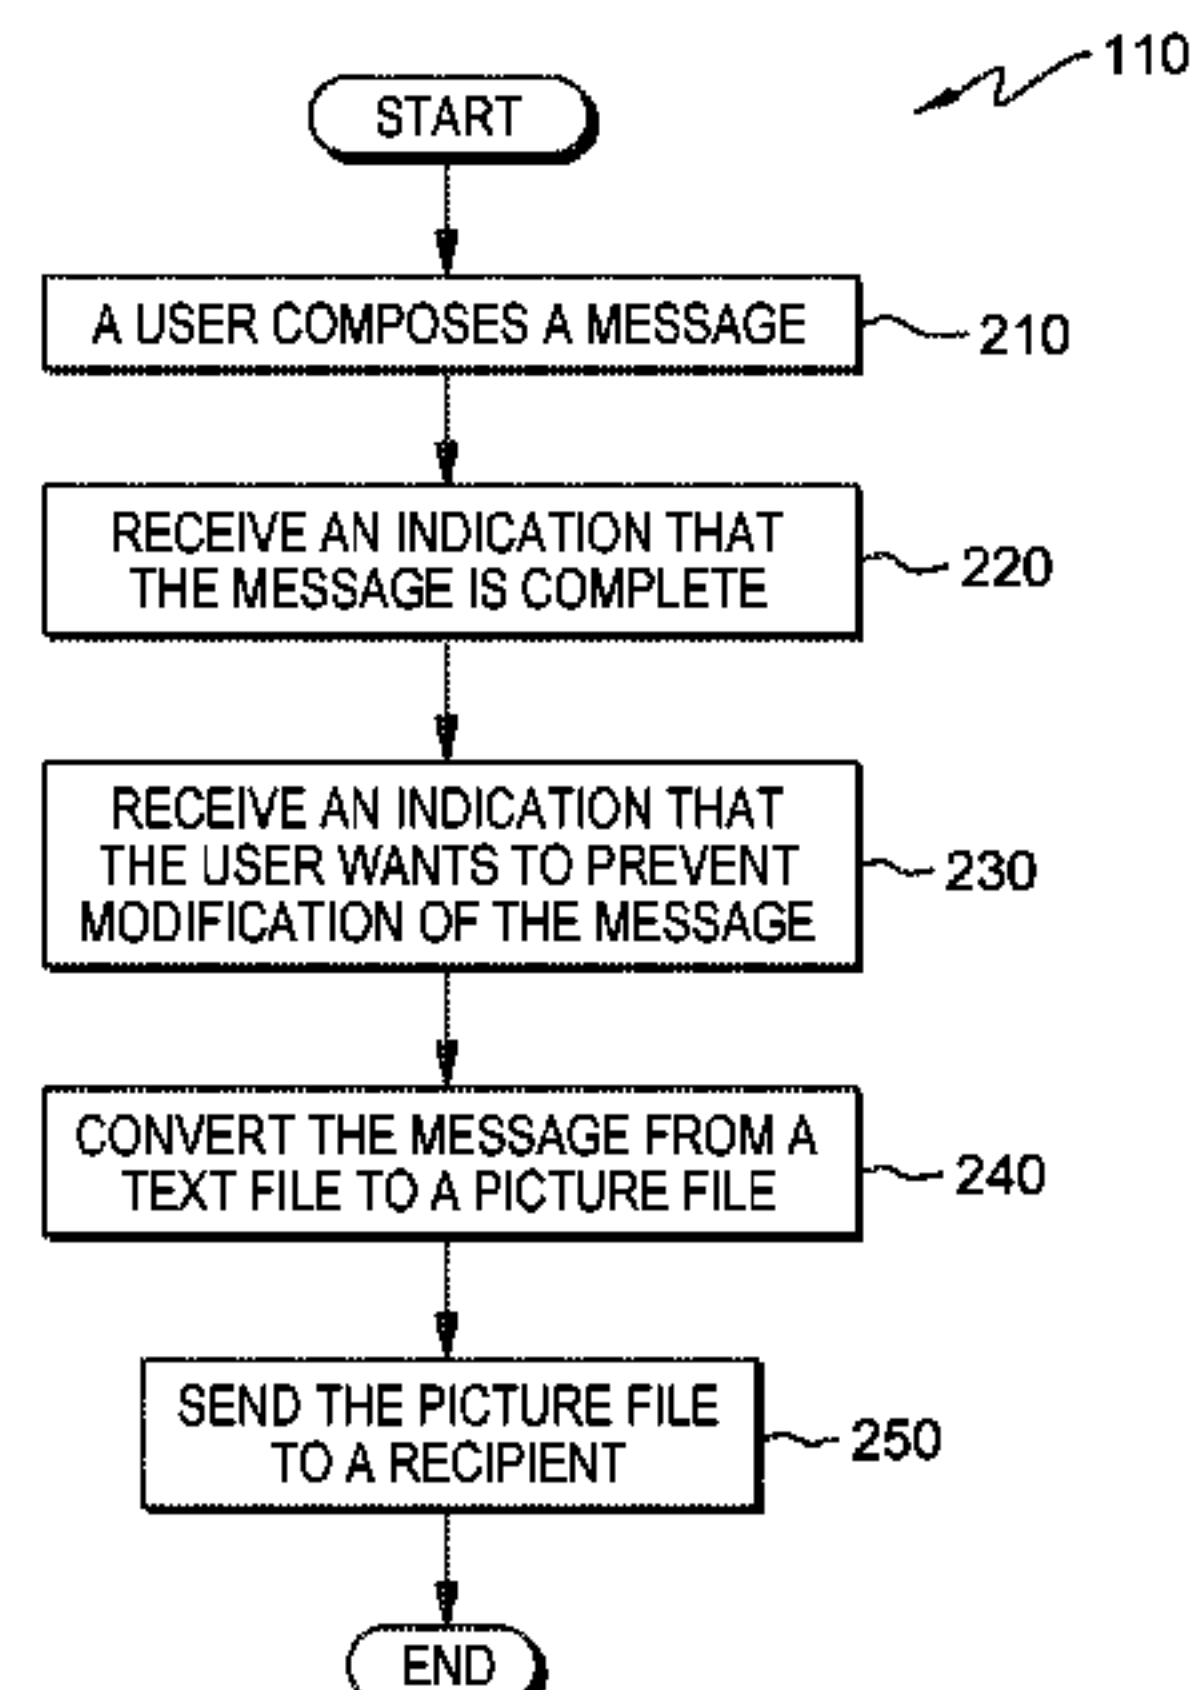 110
START
A USER COMPOSES A MESSAGE
210
RECEIVE AN INDICATION THAT
THE MESSAGE IS COMPLETE
220
RECEIVE AN INDICATION THAT
THE USER WANTS TO PREVENT
MODIFICATION OF THE MESSAGE
230
CONVERT THE MESSAGE FROM A
TEXT FILE TO A PICTURE FILE
240
SEND THE PICTURE FILE
TO A RECIPIENT
250
END